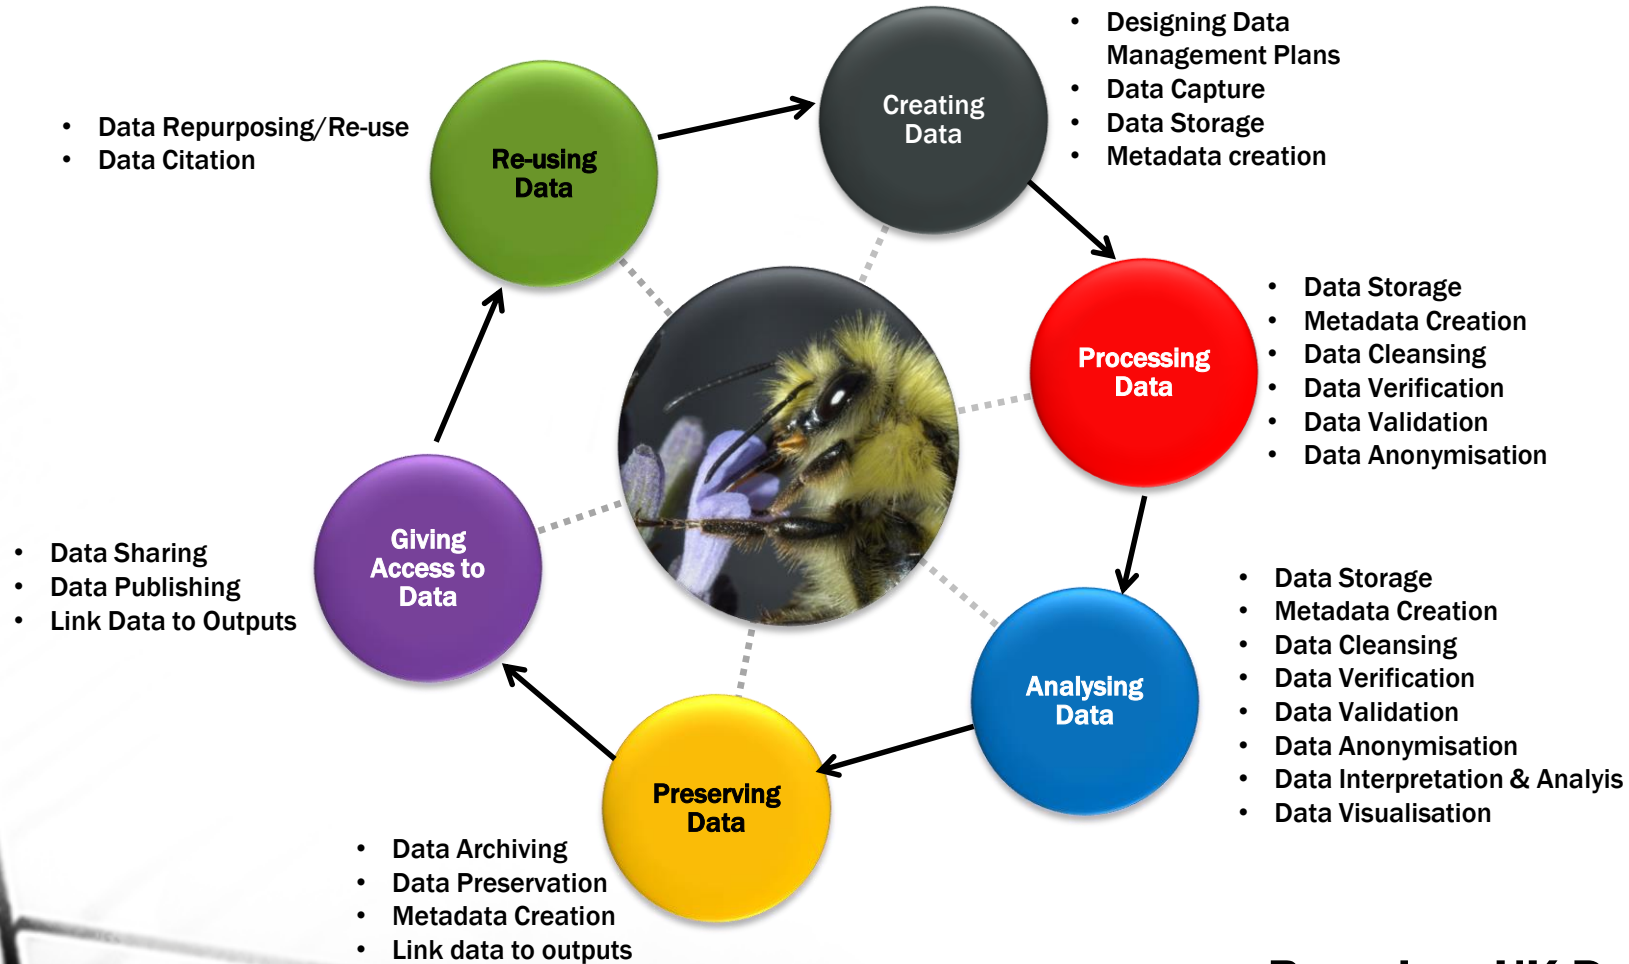 Creating
Data
• Designing Data
Management Plans
• Data Capture
• Data Storage
• Metadata creation
Processing
Data
• Data Storage
• Metadata Creation
• Data Cleansing
• Data Verification
• Data Validation
• Data Anonymisation
Analysing
Data
• Data Storage
• Metadata Creation
• Data Cleansing
• Data Verification
• Data Validation
• Data Anonymisation
• Data Interpretation & Analyis
• Data Visualisation
Preserving
Data
• Data Archiving
• Data Preservation
• Metadata Creation
• Link data to outputs
Giving
Access to
Data
• Data Sharing
• Data Publishing
• Link Data to Outputs
Re-using
Data
• Data Repurposing/Re-use
• Data Citation